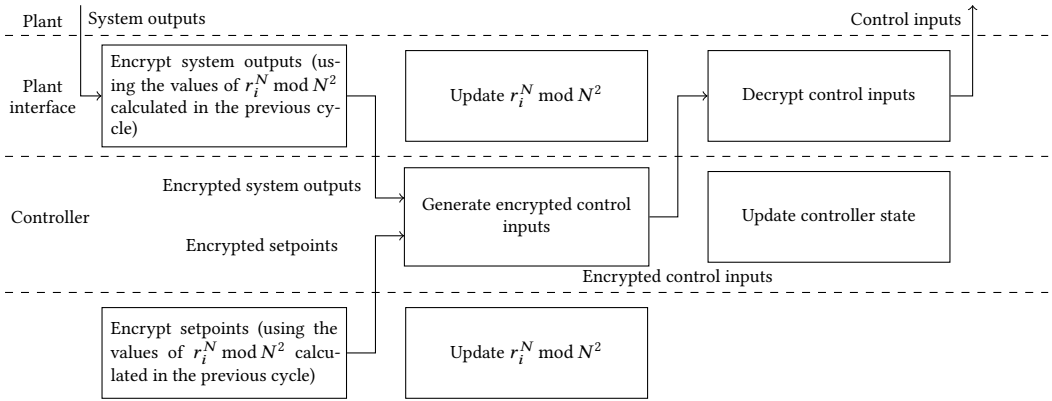 Plant
System outputs
Control inputs
Plant
interface
Encrypt system outputs (us-
ing the values of r_i^N mod N^2
calculated in the previous cy-
cle)
Update r_i^N mod N^2
Decrypt control inputs
Encrypted system outputs
Controller
Encrypted setpoints
Generate encrypted control
inputs
Update controller state
Encrypted control inputs
Encrypt setpoints (using the
values of r_i^N mod N^2 calcu-
lated in the previous cycle)
Update r_i^N mod N^2